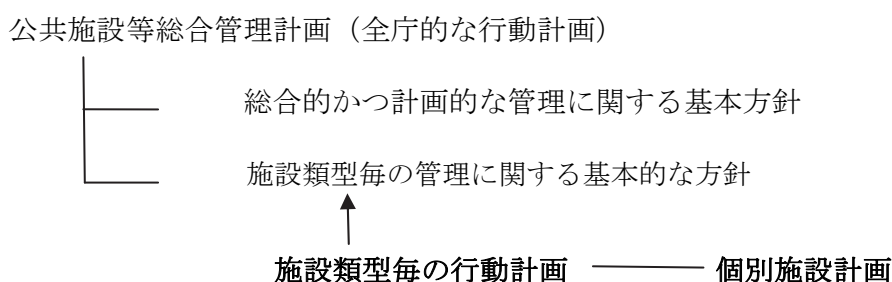 公共施設等総合管理計画（全庁的な行動計画）
総合的かつ計画的な管理に関する基本方針
施設類型毎の管理に関する基本的な方針
施設類型毎の行動計画 個別施設計画